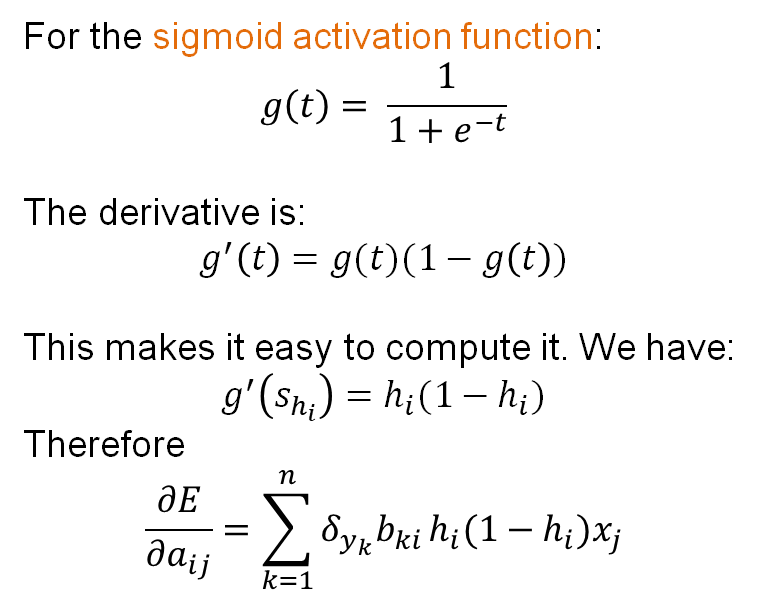 For the sigmoid activation function:
g(t) = 1 / (1 + e^{−t})
The derivative is:
g′(t) = g(t)(1 − g(t))
This makes it easy to compute it. We have:
g′(s_{h_i}) = h_i(1 − h_i)
Therefore
∂E/∂a_{ij} = ∑_{k=1}^{n} δ_{y_k} b_{ki} h_i(1 − h_i)x_j